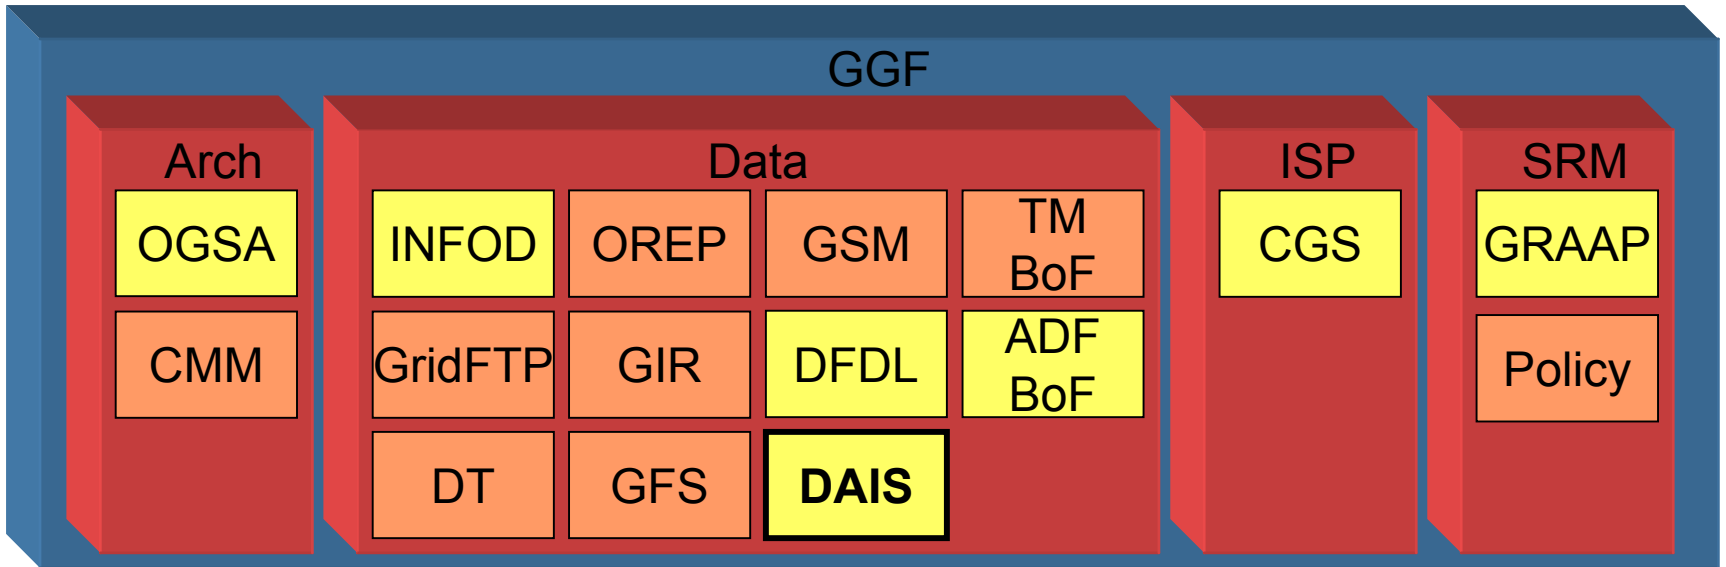 GGF
Arch
OGSA
CMM
Data
INFOD
OREP
GSM
TM
BoF
GridFTP
GIR
DFDL
ADF
BoF
DT
GFS
DAIS
ISP
CGS
SRM
GRAAP
Policy